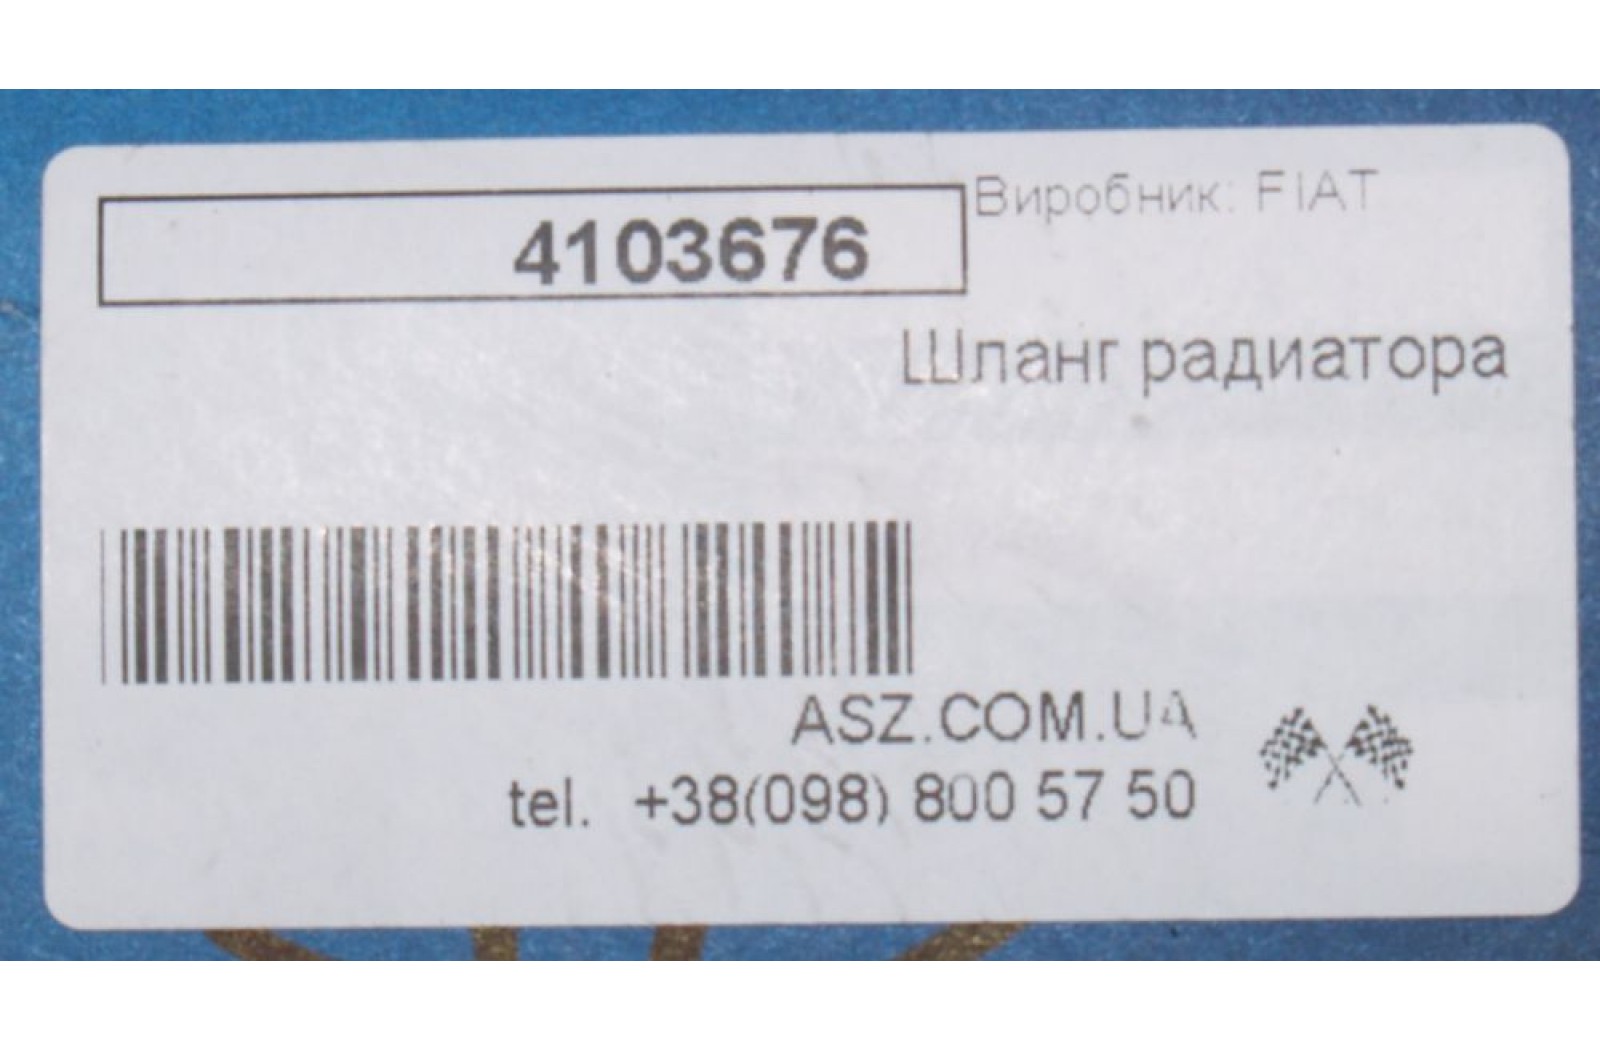 4103676
Виробник: FIAT
Шланг радиатора
ASZ.COM.UA
tel. +38(098) 800 57 50